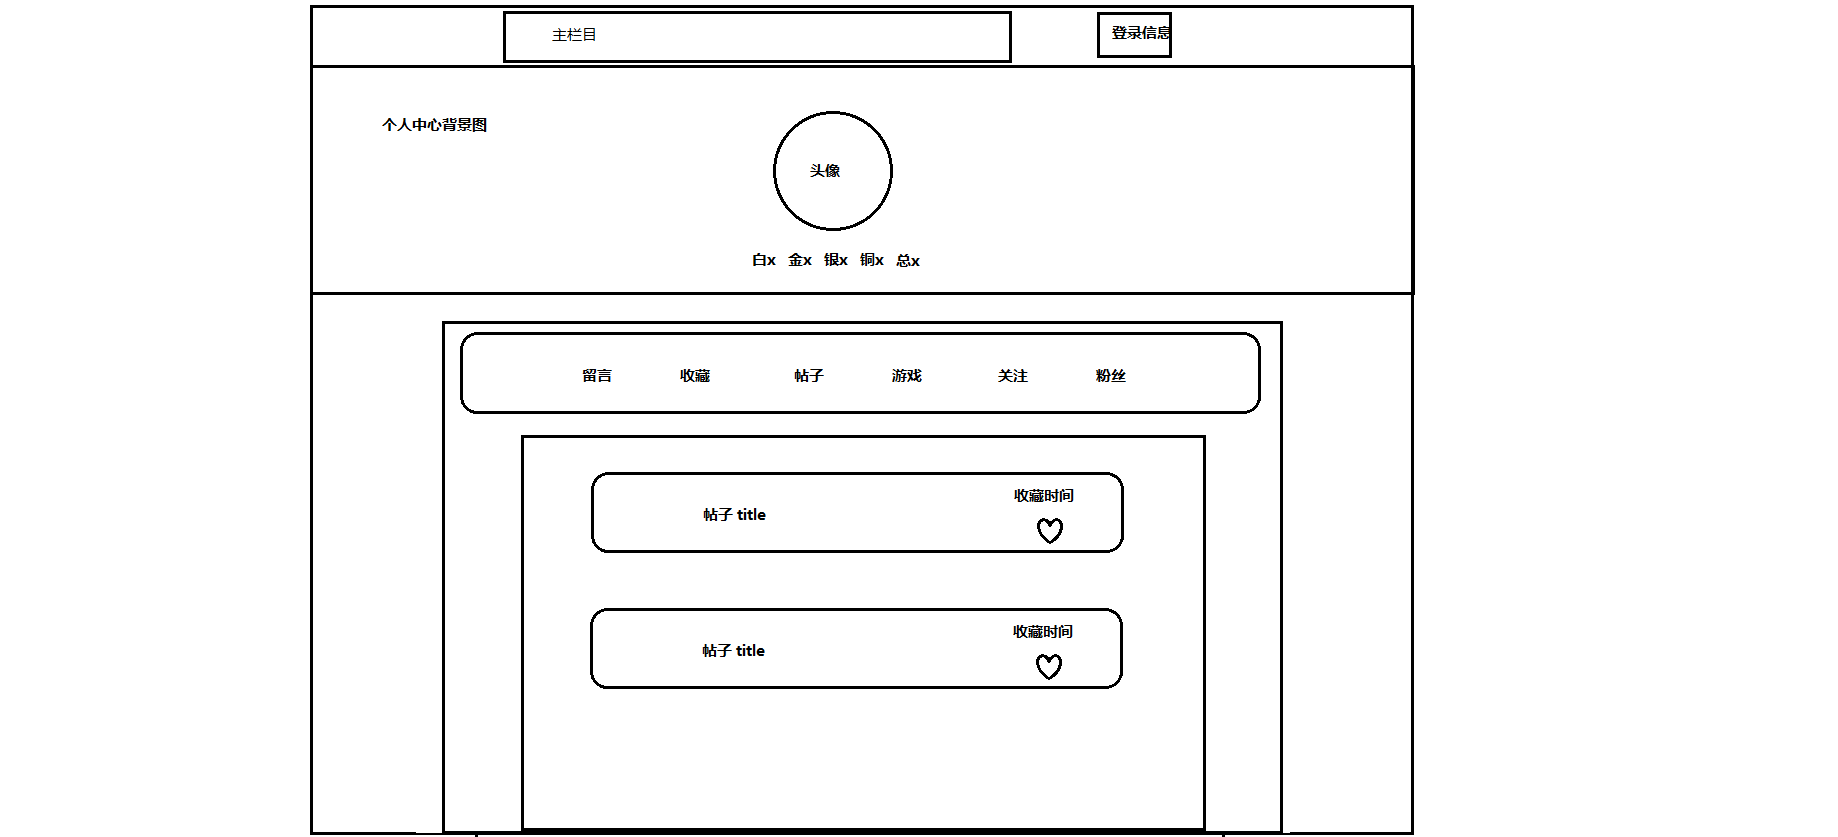 主栏目
登录信息
个人中心背景图
头像
白x 金x 银x 铜x 总x
留言 收藏 帖子 游戏 关注 粉丝
收藏时间
帖子 title
收藏时间
帖子 title